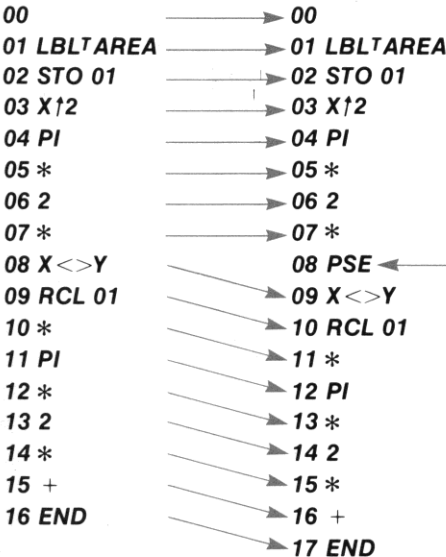 00 00
01 LBLᵀAREA 01 LBLᵀAREA
02 STO 01 02 STO 01
03 X↑2 03 X↑2
04 PI 04 PI
05 * 05 *
06 2 06 2
07 * 07 *
08 X<>Y 08 PSE
09 RCL 01 09 X<>Y
10 * 10 RCL 01
11 PI 11 *
12 * 12 PI
13 2 13 *
14 * 14 2
15 + 15 *
16 END 16 +
17 END